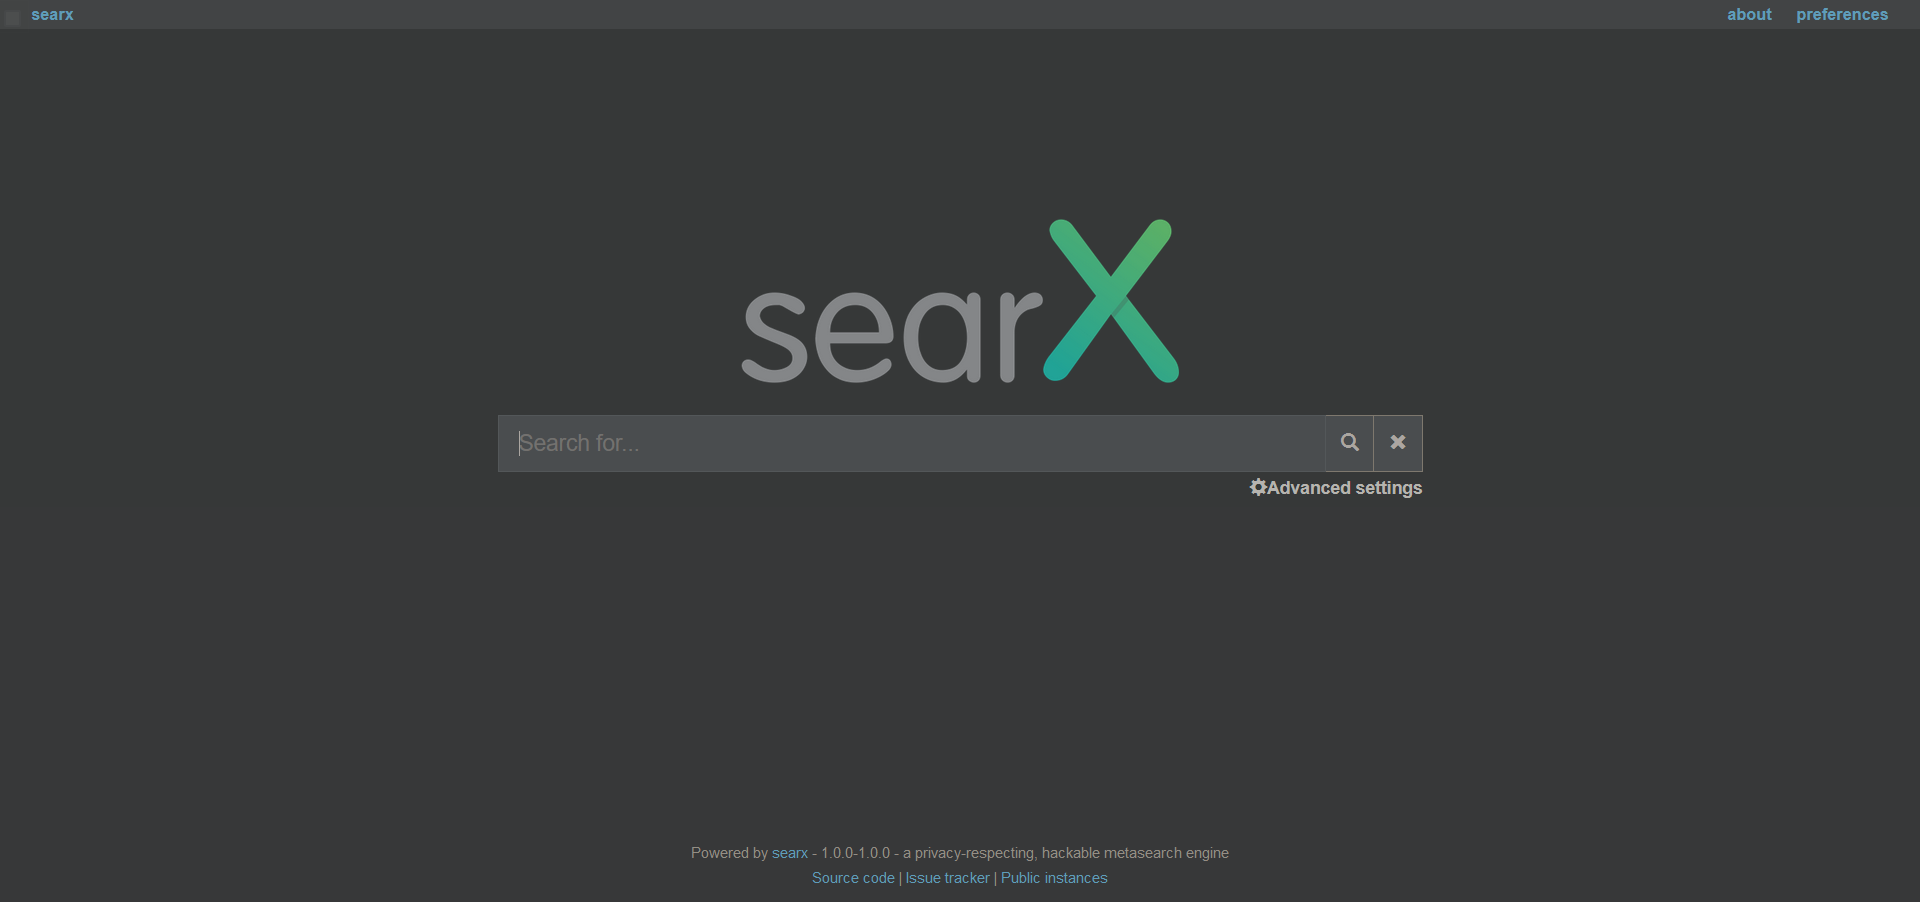 searx about preferences
searX
Search for...
Advanced settings
Powered by searx - 1.0.0-1.0.0 - a privacy-respecting, hackable metasearch engine
Source code | Issue tracker | Public instances